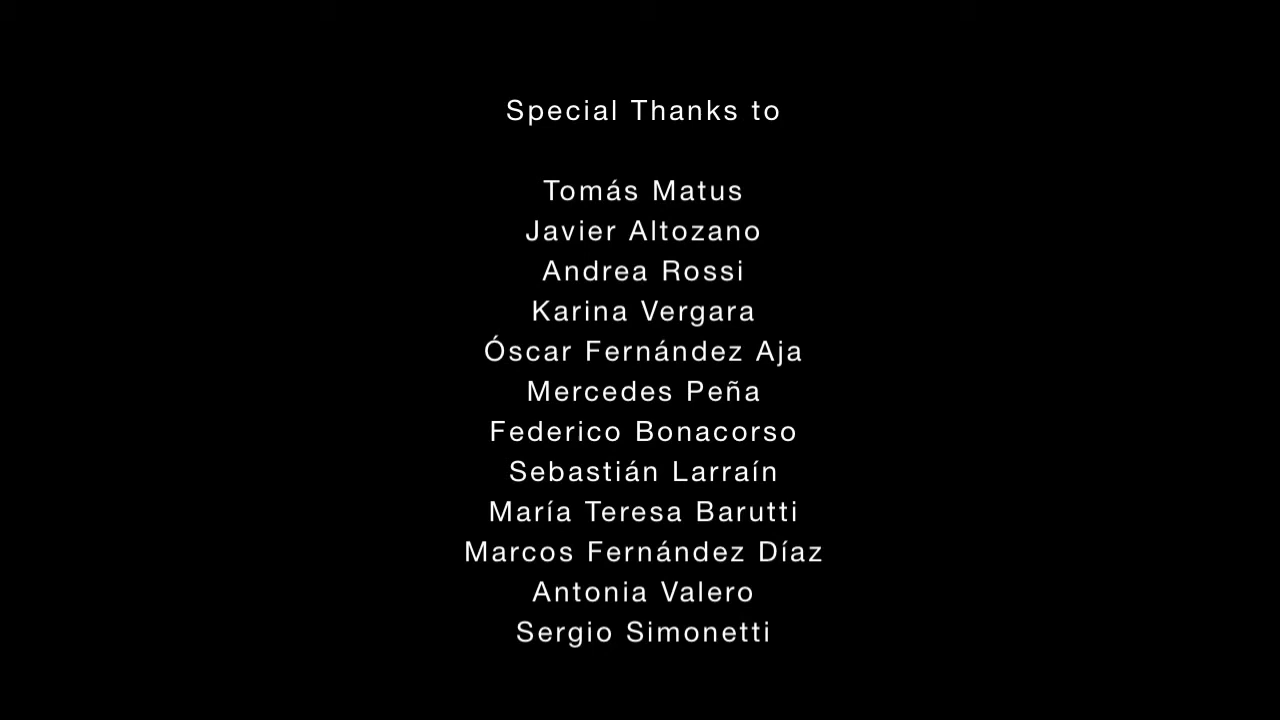 Special Thanks to
Tomás Matus
Javier Altozano
Andrea Rossi
Karina Vergara
Óscar Fernández Aja
Mercedes Peña
Federico Bonacorso
Sebastián Larraín
María Teresa Barutti
Marcos Fernández Díaz
Antonia Valero
Sergio Simonetti